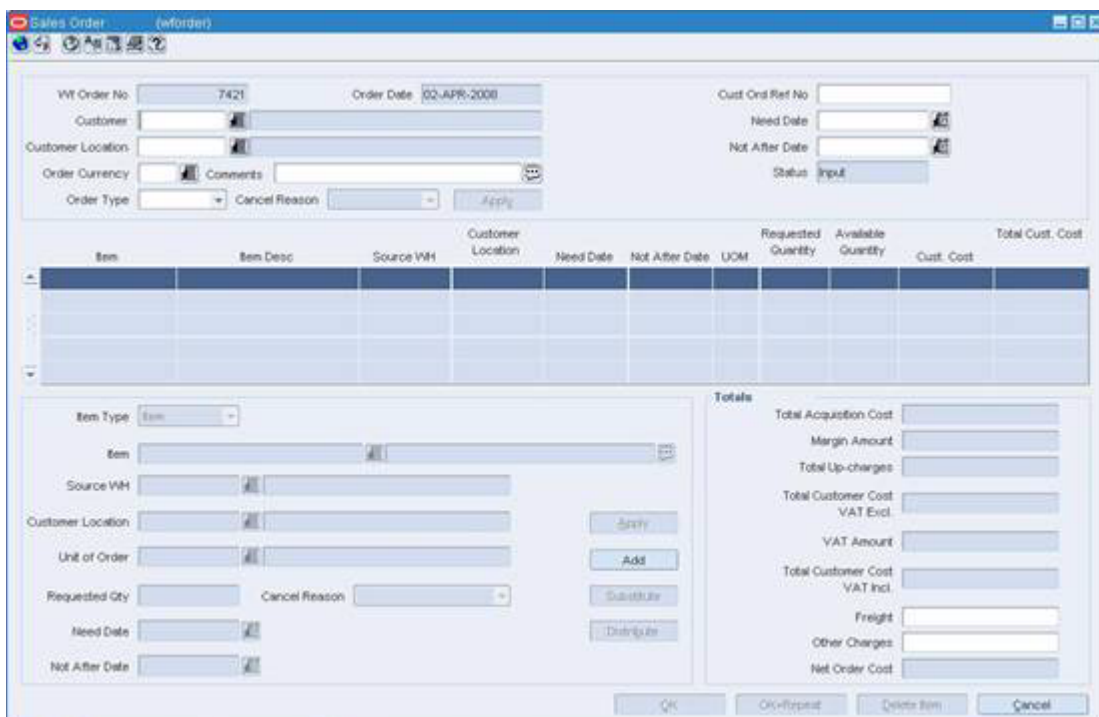 Sales Order (wforder)
Wf Order No 7421 Order Date 02-APR-2008 Cust Ord Ref No
Customer Need Date
Customer Location Not After Date
Order Currency Comments Status Input
Order Type Cancel Reason Apply
Item Item Desc Source WH Customer Location Need Date Not After Date UOM Requested Quantity Available Quantity Cust. Cost Total Cust. Cost
Item Type Item
Item
Source WH
Customer Location Apply
Unit of Order Add
Requested Qty Cancel Reason Substitute
Need Date Distribute
Not After Date
Totals
Total Acquisition Cost
Margin Amount
Total Up-charges
Total Customer Cost
VAT Excl.
VAT Amount
Total Customer Cost
VAT Incl.
Freight
Other Charges
Net Order Cost
OK OK+Repeat Delete Item Cancel